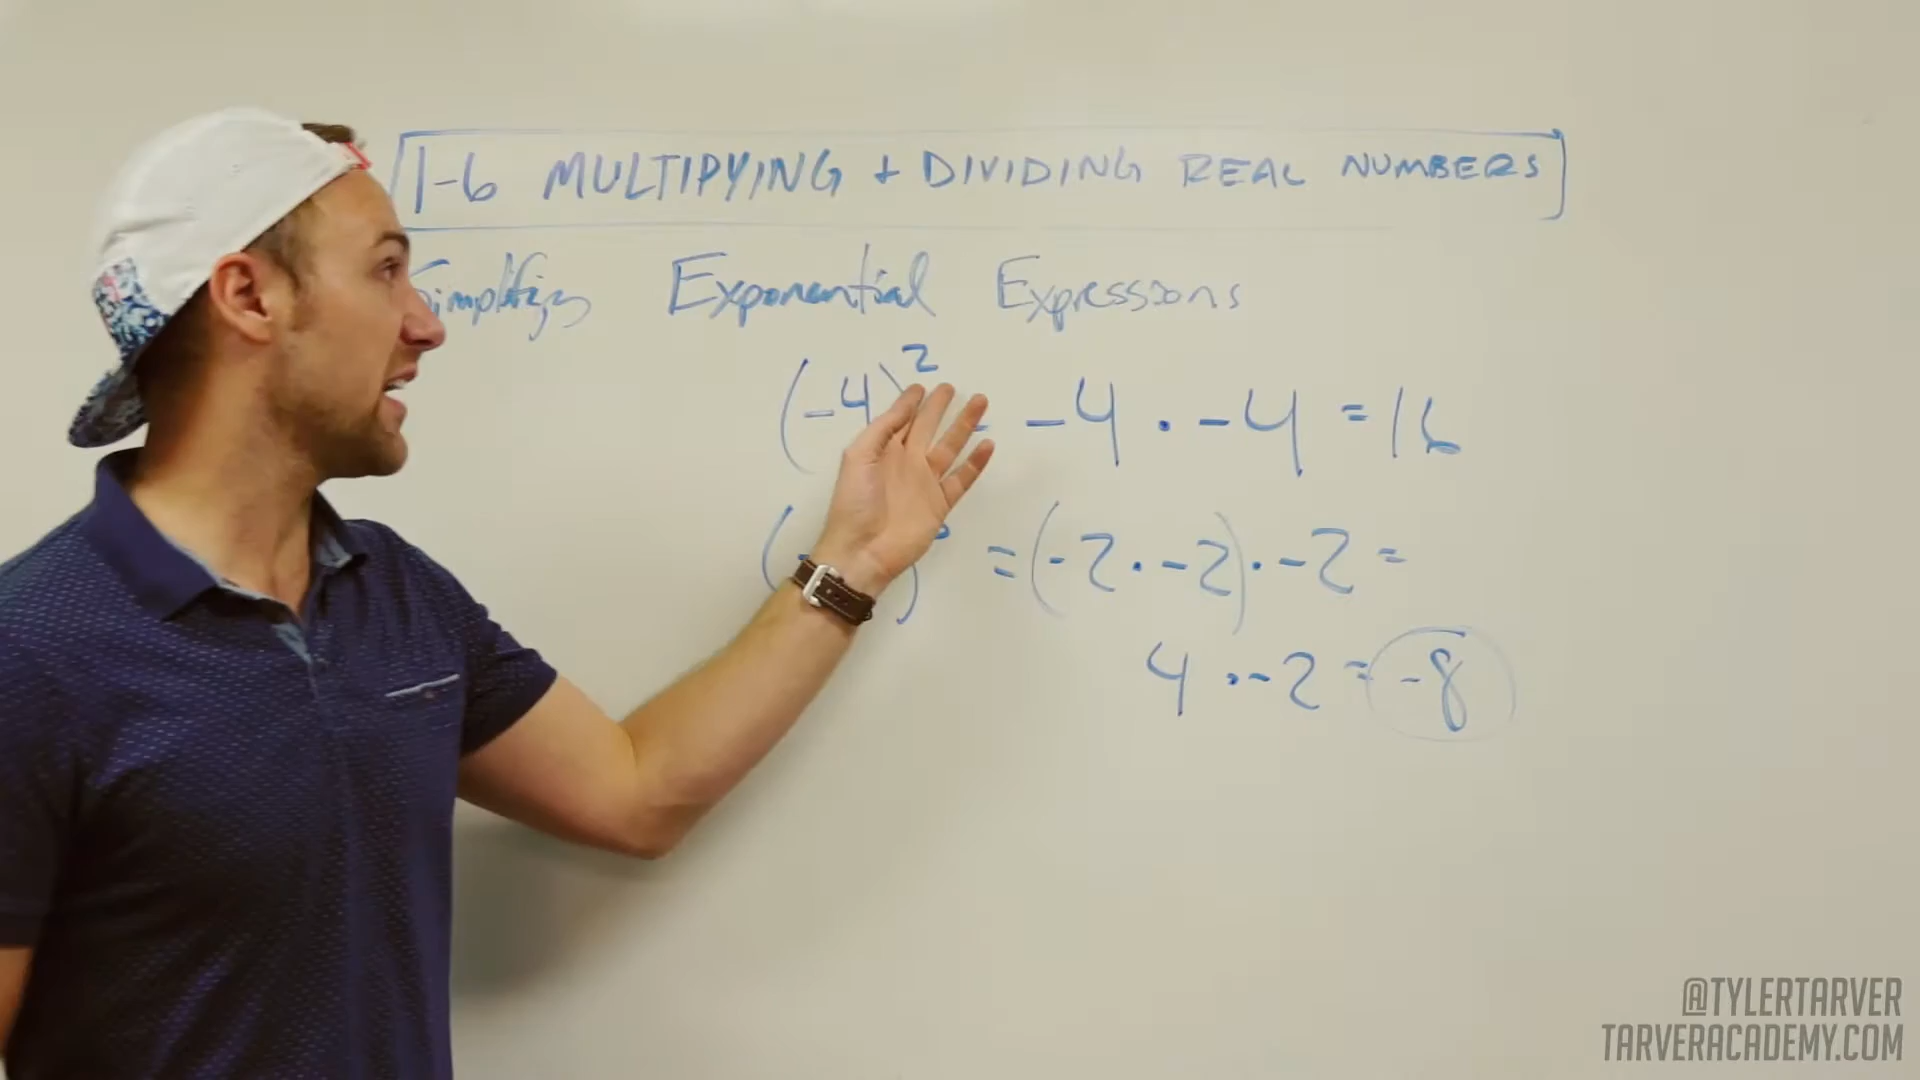 1-6 MULTIPYING + DIVIDING REAL NUMBERS
Exponential Expressions
(-4)² = -4 · -4 = 16
= (-2 · -2) · -2 =
4 · -2 = -8
@TYLERTARVER
TARVERACADEMY.COM